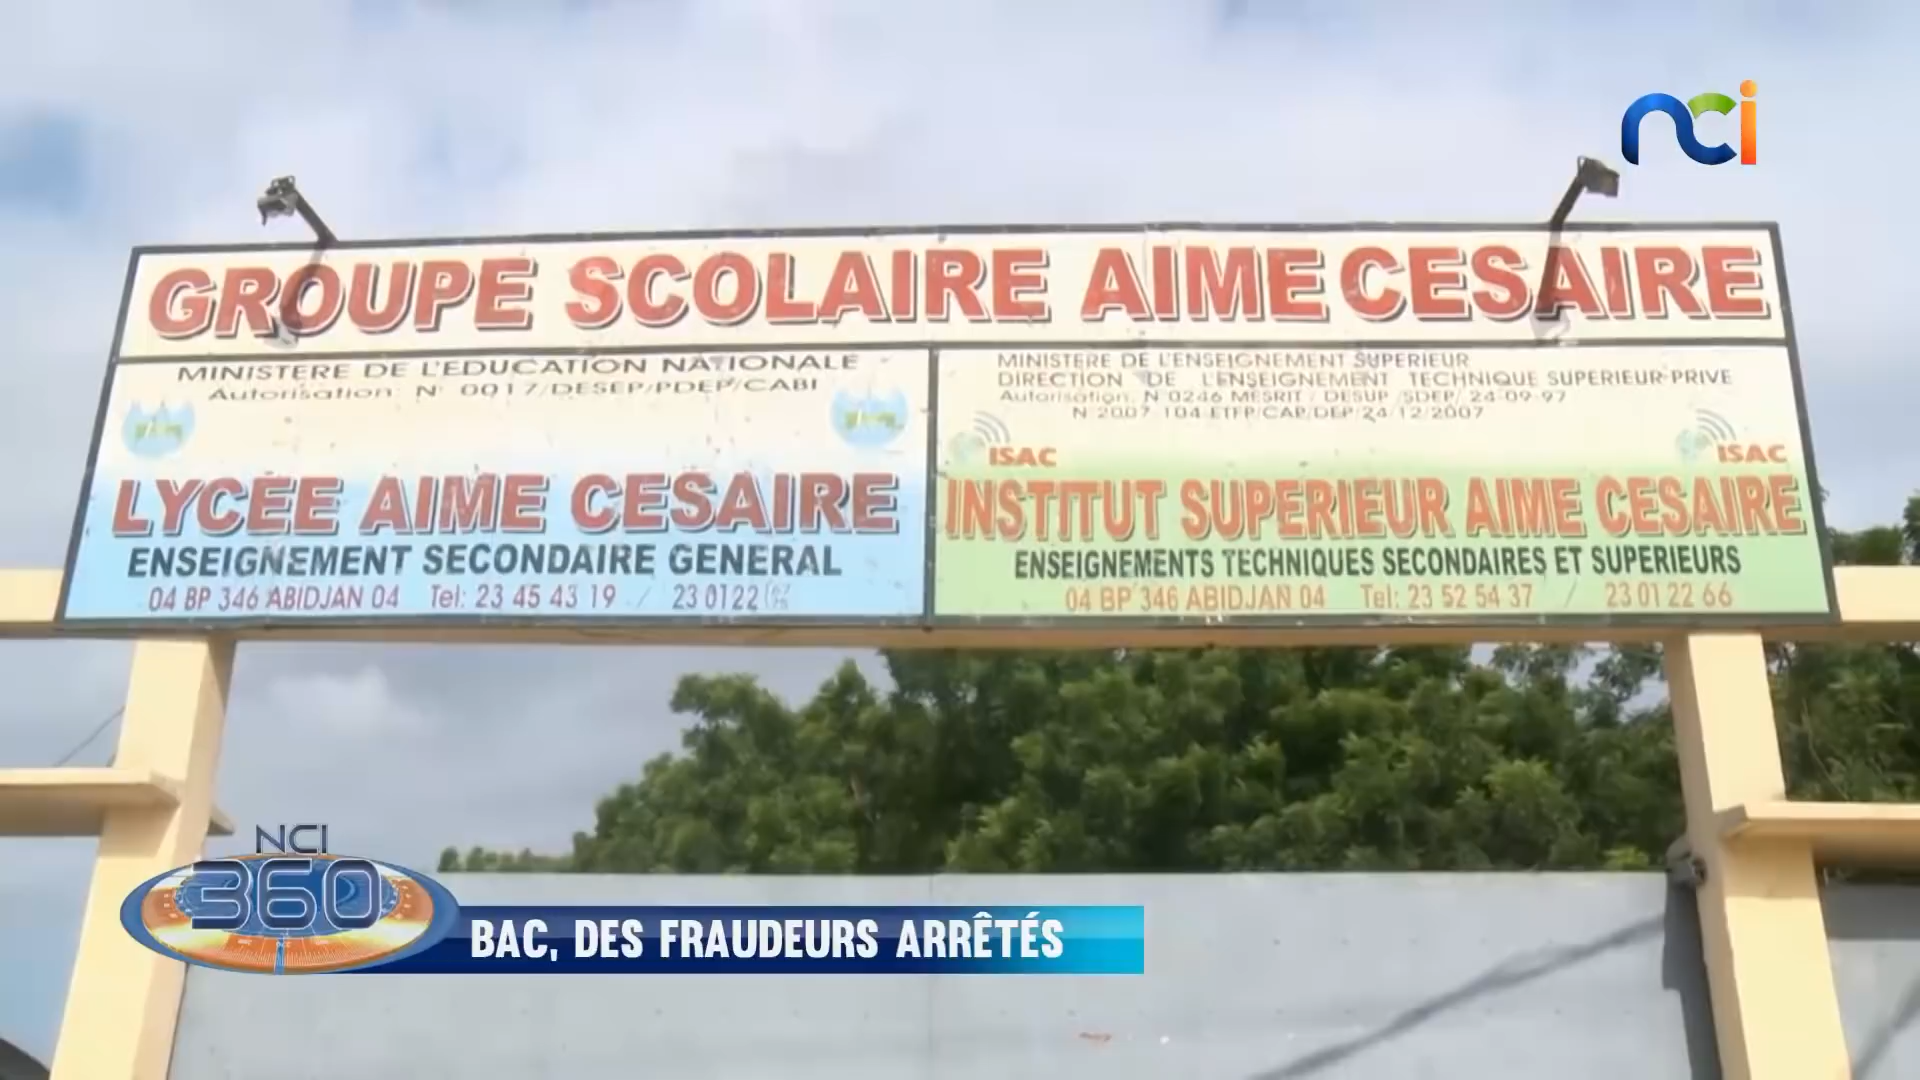 nci
GROUPE SCOLAIRE AIME CESAIRE
MINISTERE DE L'EDUCATION NATIONALE
Autorisation: N° 0017/DESEP/PDEP/CABI
LYCÉE AIME CESAIRE
ENSEIGNEMENT SECONDAIRE GENERAL
04 BP 346 ABIDJAN 04 Tel: 23 45 43 19 / 23 01 22
MINISTERE DE L'ENSEIGNEMENT SUPERIEUR
DIRECTION DE L'ENSEIGNEMENT TECHNIQUE SUPERIEUR PRIVE
Autorisation. N 0246 MESRIT / DESUP /SDEP/ 24-09-97
N 2007-104 ETFP/CAP/DEP/24/12/2007
ISAC
ISAC
INSTITUT SUPERIEUR AIME CESAIRE
ENSEIGNEMENTS TECHNIQUES SECONDAIRES ET SUPERIEURS
04 BP 346 ABIDJAN 04 Tel: 23 52 54 37 / 23 01 22 66
NCI
360
BAC, DES FRAUDEURS ARRÊTÉS